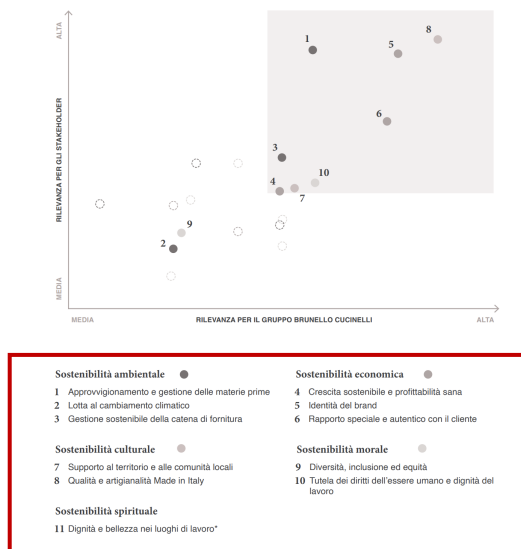 ALTA
RILEVANZA PER GLI STAKEHOLDER
MEDIA
8
1
5
6
3
10
4
7
9
2
MEDIA
RILEVANZA PER IL GRUPPO BRUNELLO CUCINELLI
ALTA
Sostenibilità ambientale
1 Approvvigionamento e gestione delle materie prime
2 Lotta al cambiamento climatico
3 Gestione sostenibile della catena di fornitura
Sostenibilità economica
4 Crescita sostenibile e profittabilità sana
5 Identità del brand
6 Rapporto speciale e autentico con il cliente
Sostenibilità culturale
7 Supporto al territorio e alle comunità locali
8 Qualità e artigianalità Made in Italy
Sostenibilità morale
9 Diversità, inclusione ed equità
10 Tutela dei diritti dell'essere umano e dignità del
lavoro
Sostenibilità spirituale
11 Dignità e bellezza nei luoghi di lavoro*